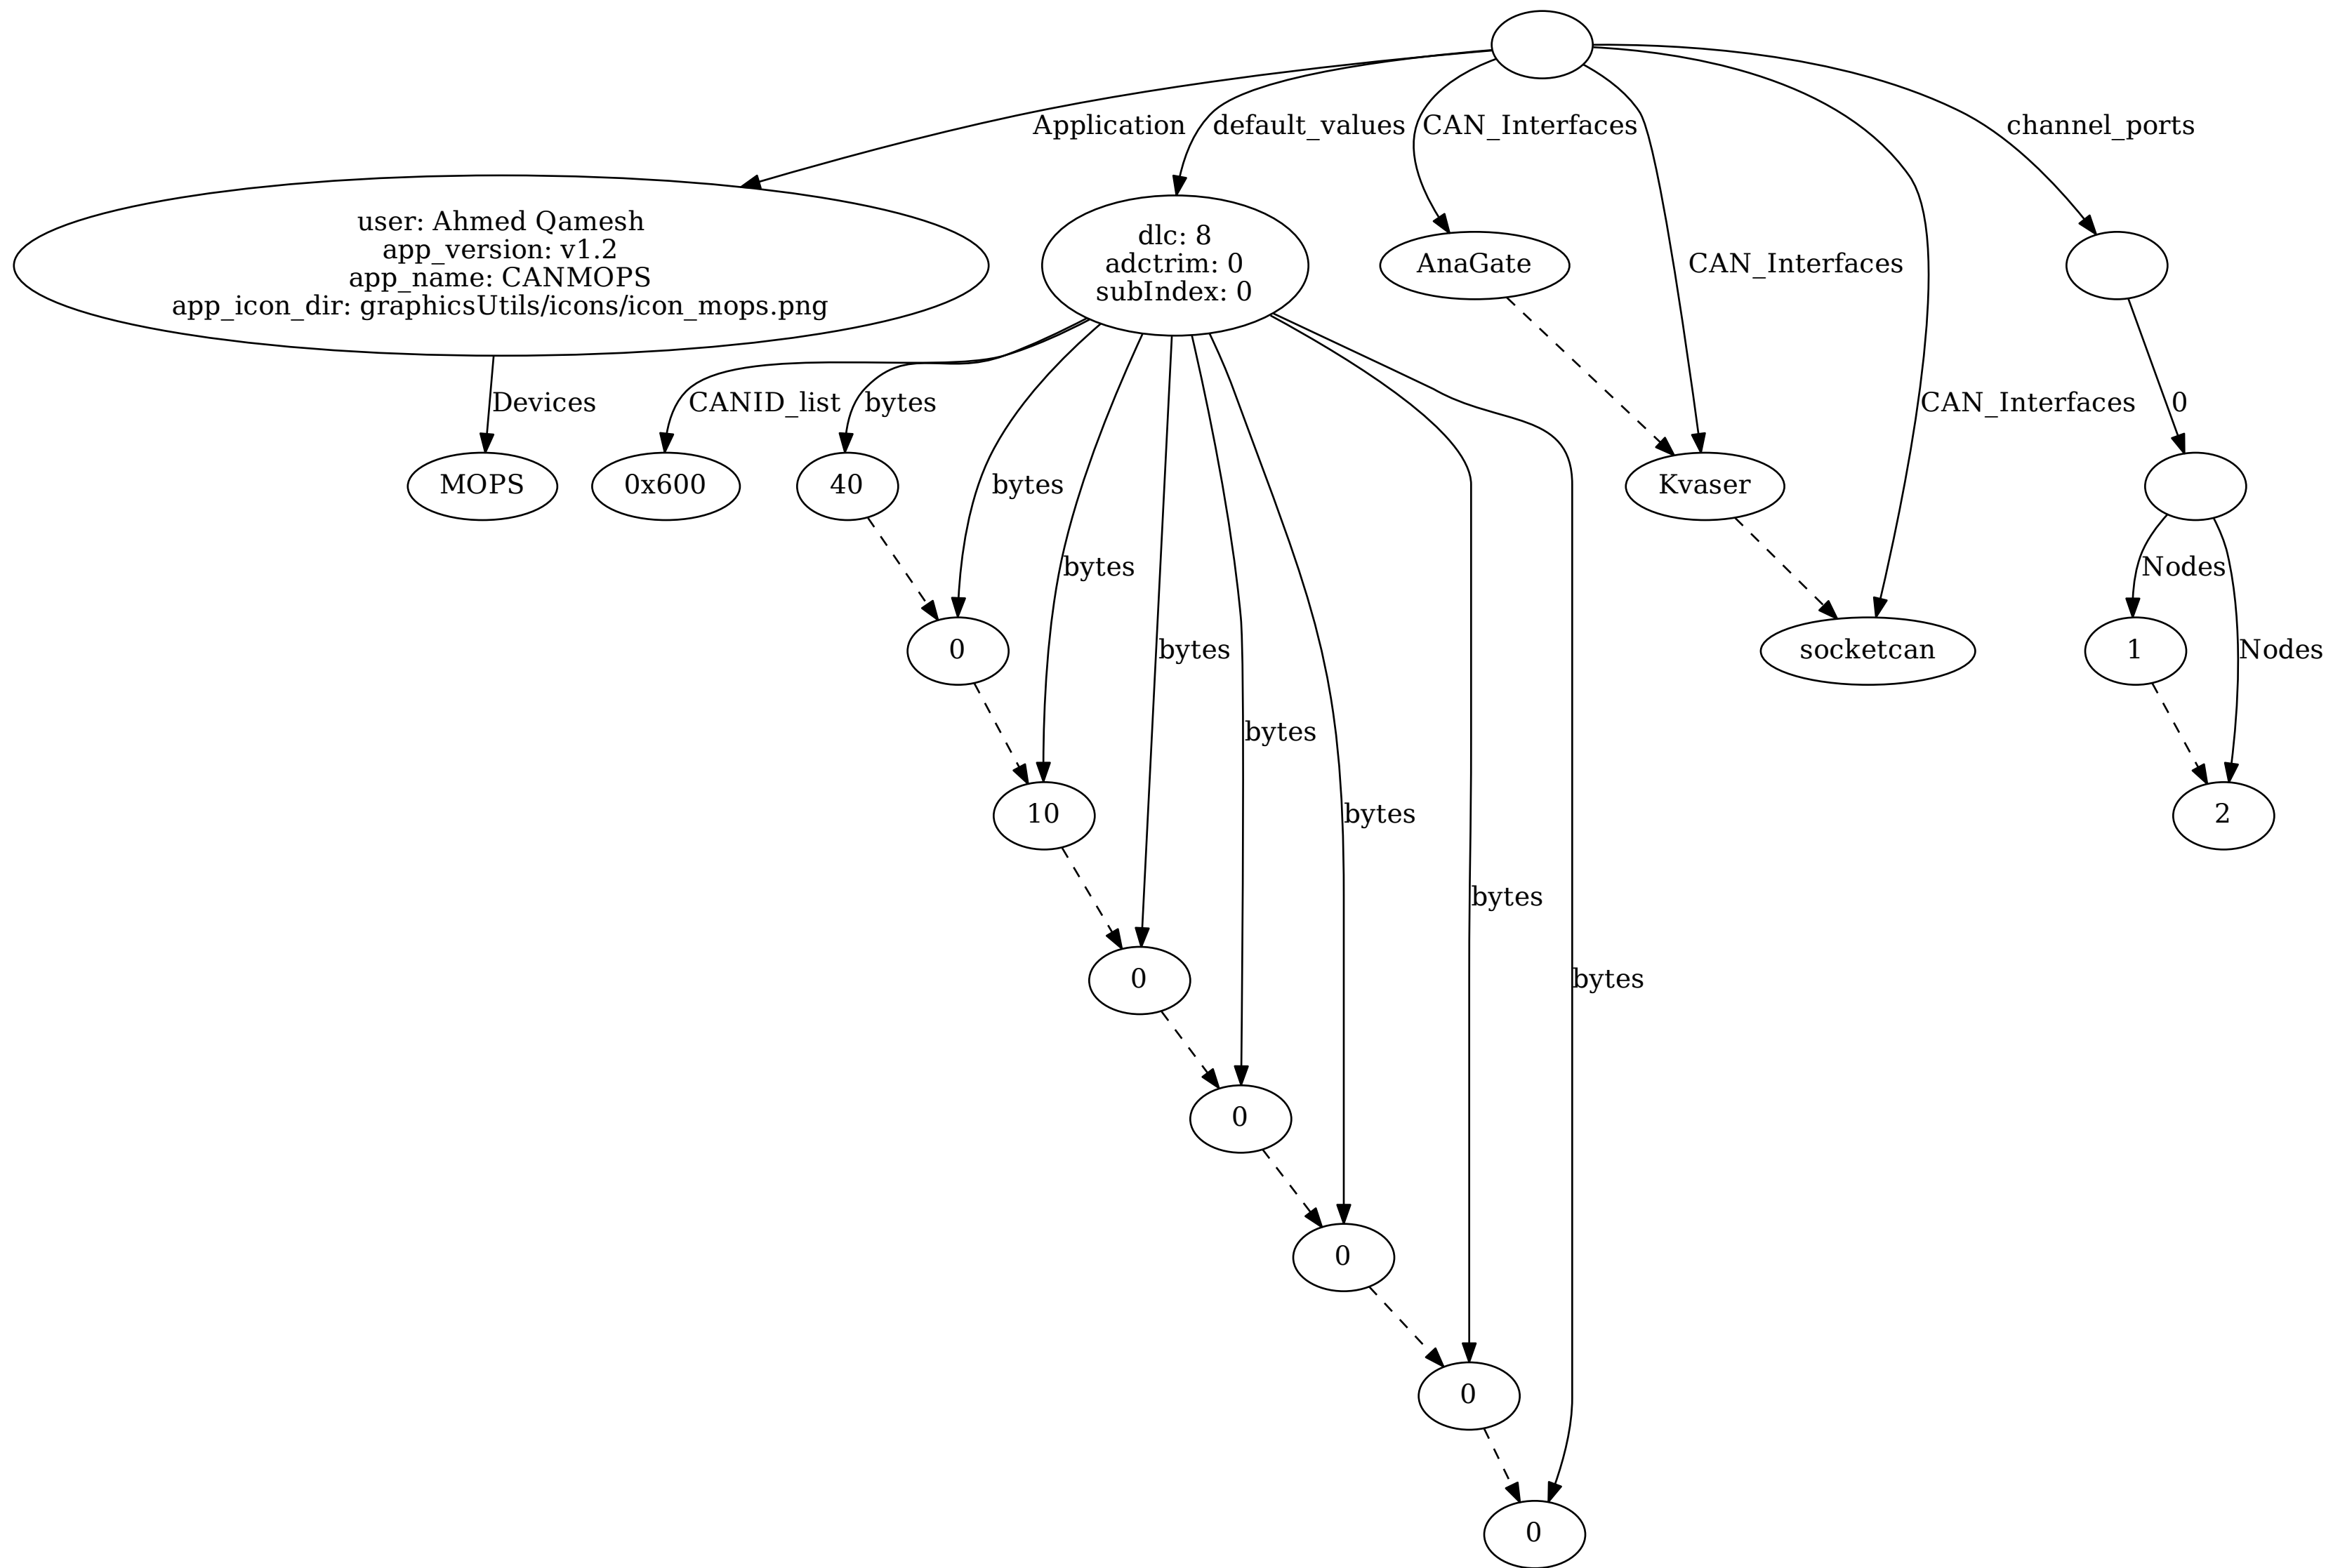 Application
default_values
CAN_Interfaces
channel_ports
user: Ahmed Qamesh
app_version: v1.2
app_name: CANMOPS
app_icon_dir: graphicsUtils/icons/icon_mops.png
dlc: 8
adctrim: 0
subIndex: 0
AnaGate
CAN_Interfaces
Devices
CANID_list
bytes
CAN_Interfaces
0
MOPS
0x600
40
bytes
Kvaser
bytes
Nodes
0
bytes
socketcan
1
Nodes
bytes
10
bytes
2
bytes
0
bytes
0
0
0
0